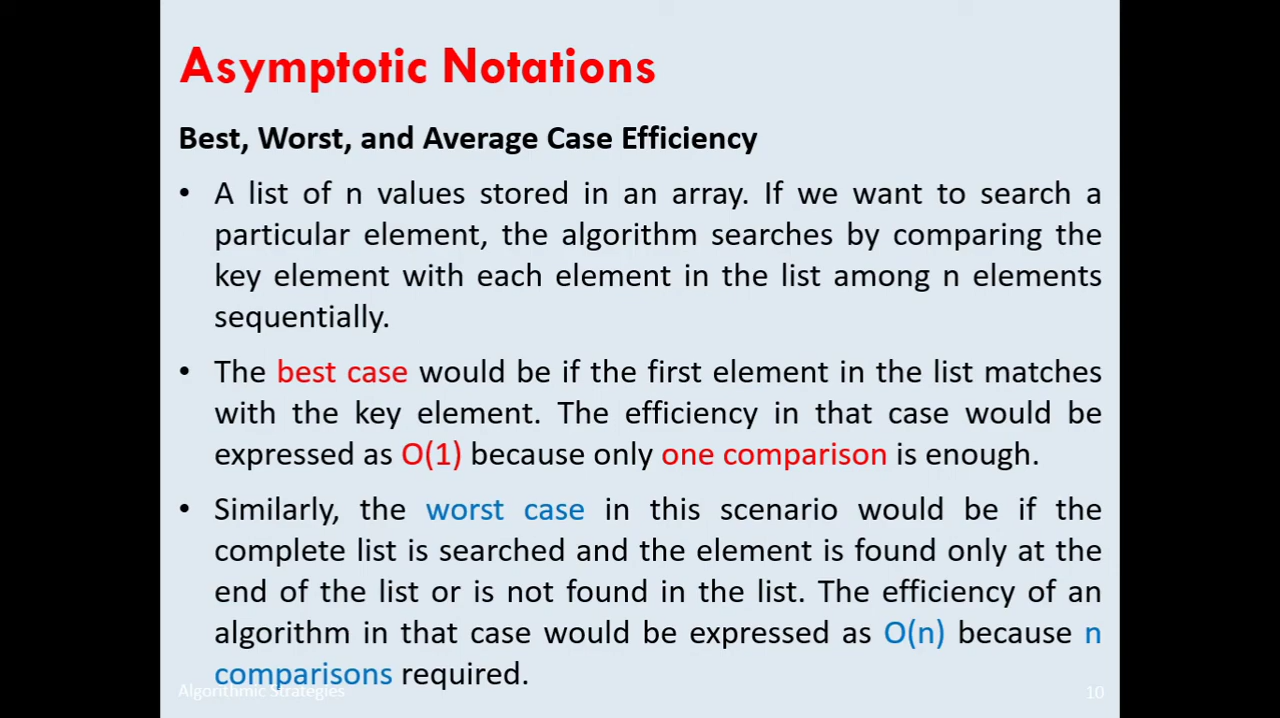 Asymptotic Notations
Best, Worst, and Average Case Efficiency
• A list of n values stored in an array. If we want to search a
particular element, the algorithm searches by comparing the
key element with each element in the list among n elements
sequentially.
• The best case would be if the first element in the list matches
with the key element. The efficiency in that case would be
expressed as O(1) because only one comparison is enough.
• Similarly, the worst case in this scenario would be if the
complete list is searched and the element is found only at the
end of the list or is not found in the list. The efficiency of an
algorithm in that case would be expressed as O(n) because n
comparisons required.
Algorithmic Strategies 10